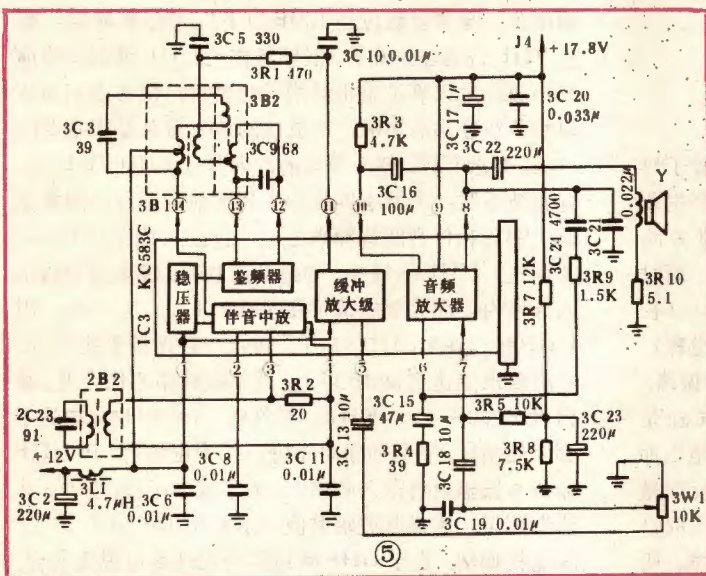 3C5 330
3C10 0.01μ
J4
+17.8V
3R1 470
3B2
3C3
39
3C9 68
3R3
4.7K
3C17 1μ
3C20
0.033μ
3C22 220μ
3C16
100μ
0.022μ
Y
3B1 ⑭ ⑬ ⑫ ⑪ ⑩ 9 8
IC3 KC583C
稳压器
鉴频器
伴音中放
缓冲放大级
音频放大器
3R7 12K
3C24 4700
3C21
3R9
1.5K
3R10
5.1
1 2 3 4 5 6 7
2B2
2C23
91
+12V
3R2
20
3C13 10μ
3C15
47μ
3R5 10K
3C23
220μ
3C2
220μ
3L1
4.7μH
3C6
0.01μ
3C8
0.01μ
3C11
0.01μ
3R4
39
3C18 10μ
3R8
7.5K
3C19 0.01μ
3W1
10K
⑤